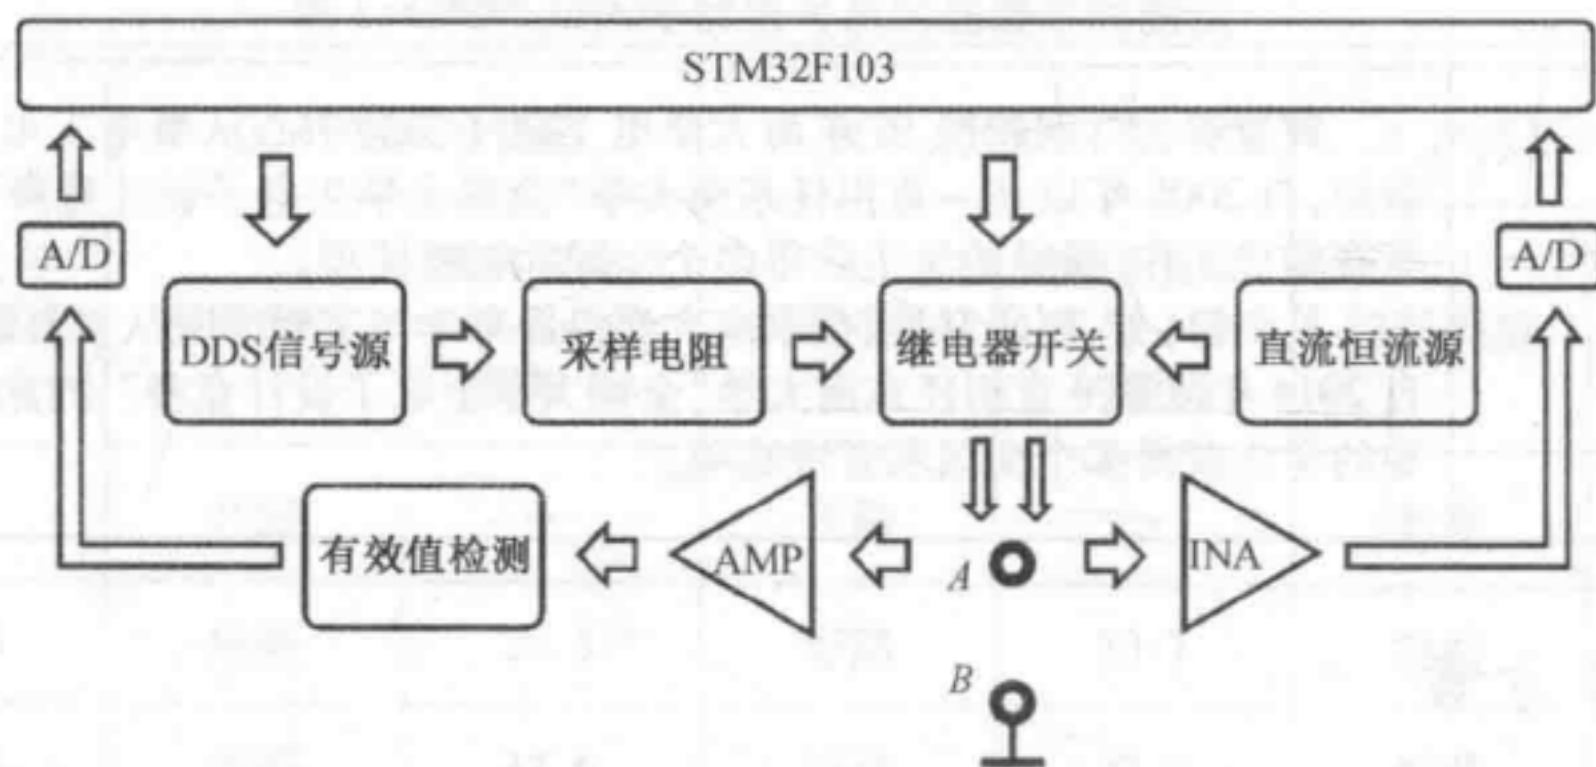 STM32F103
A/D
A/D
DDS信号源
采样电阻
继电器开关
直流恒流源
有效值检测
AMP
A
INA
B